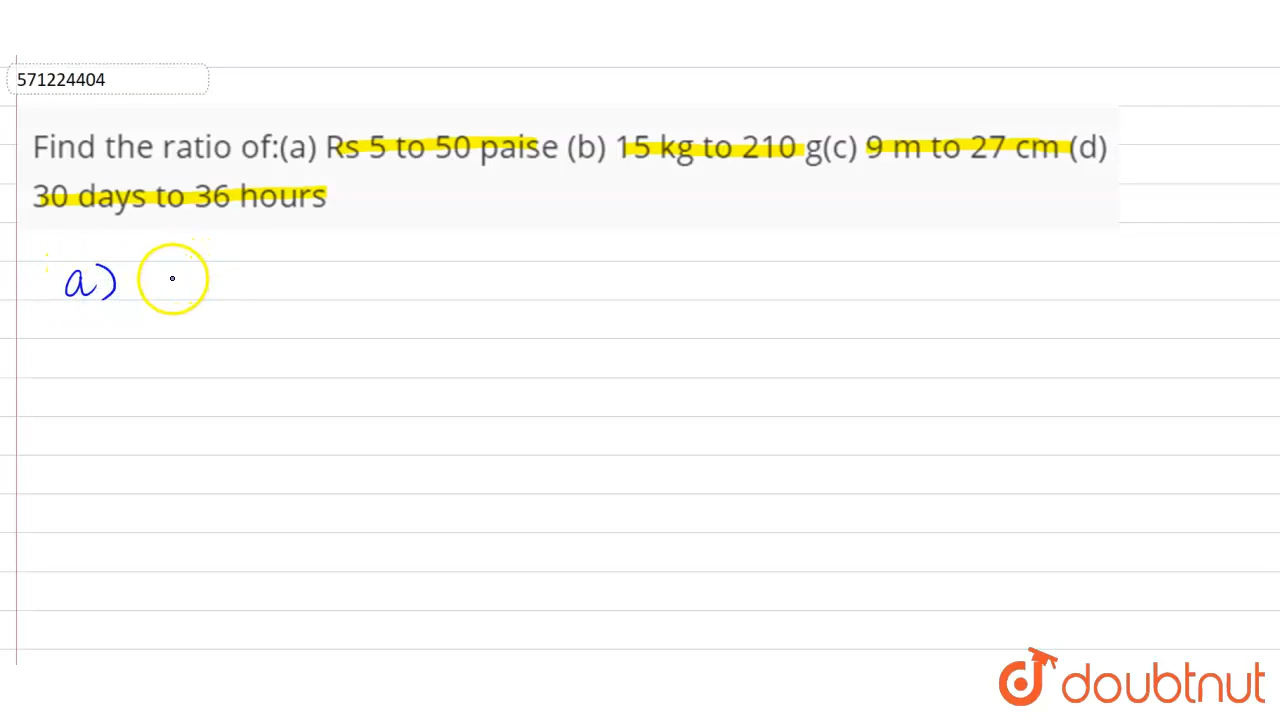 571224404
Find the ratio of:(a) Rs 5 to 50 paise (b) 15 kg to 210 g(c) 9 m to 27 cm (d)
30 days to 36 hours
a)
doubtnut